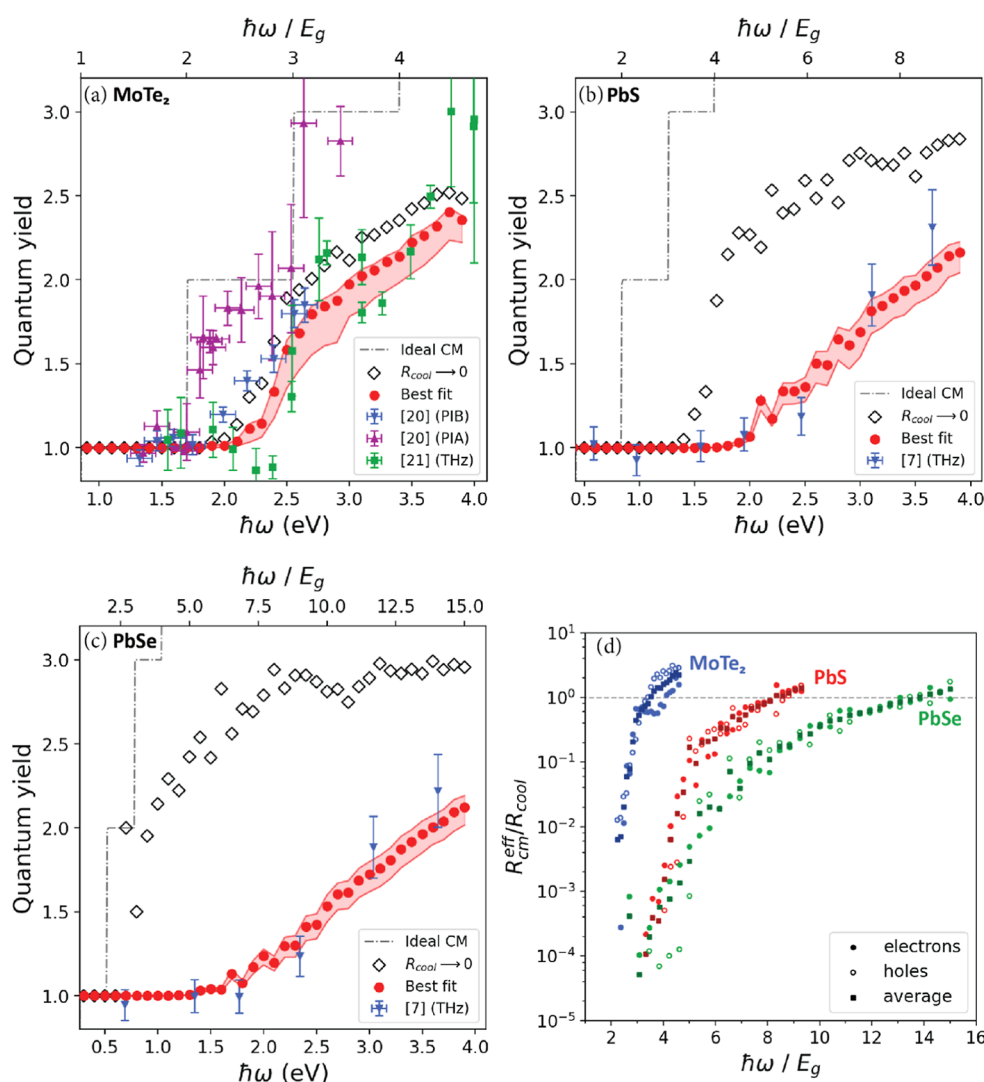 ħω / E_g
1 2 3 4
(a) MoTe₂
Quantum yield
3.0
2.5
2.0
1.5
1.0
Ideal CM
R_cool → 0
Best fit
[20] (PIB)
[20] (PIA)
[21] (THz)
1.0 1.5 2.0 2.5 3.0 3.5 4.0
ħω (eV)
ħω / E_g
2 4 6 8
(b) PbS
Quantum yield
3.0
2.5
2.0
1.5
1.0
Ideal CM
R_cool → 0
Best fit
[7] (THz)
0.5 1.0 1.5 2.0 2.5 3.0 3.5 4.0
ħω (eV)
ħω / E_g
2.5 5.0 7.5 10.0 12.5 15.0
(c) PbSe
Quantum yield
3.0
2.5
2.0
1.5
1.0
Ideal CM
R_cool → 0
Best fit
[7] (THz)
0.5 1.0 1.5 2.0 2.5 3.0 3.5 4.0
ħω (eV)
(d)
MoTe₂
PbS
PbSe
R_cm^eff/R_cool
10¹
10⁰
10⁻¹
10⁻²
10⁻³
10⁻⁴
10⁻⁵
electrons
holes
average
0 2 4 6 8 10 12 14 16
ħω / E_g